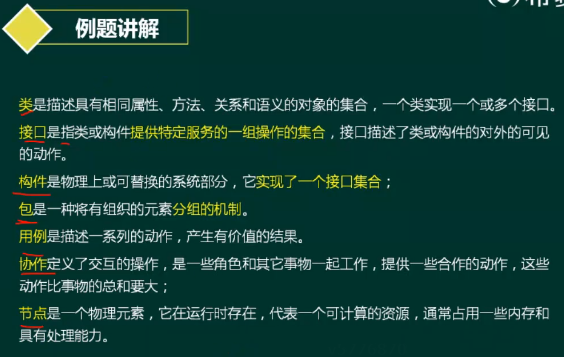 例题讲解
类是描述具有相同属性、方法、关系和语义的对象的集合，一个类实现一个或多个接口。
接口是指类或构件提供特定服务的一组操作的集合，接口描述了类或构件的对外的可见
的动作。
构件是物理上或可替换的系统部分，它实现了一个接口集合；
包是一种将有组织的元素分组的机制。
用例是描述一系列的动作，产生有价值的结果。
协作定义了交互的操作，是一些角色和其它事物一起工作，提供一些合作的动作，这些
动作比事物的总和要大；
节点是一个物理元素，它在运行时存在，代表一个可计算的资源，通常占用一些内存和
具有处理能力。